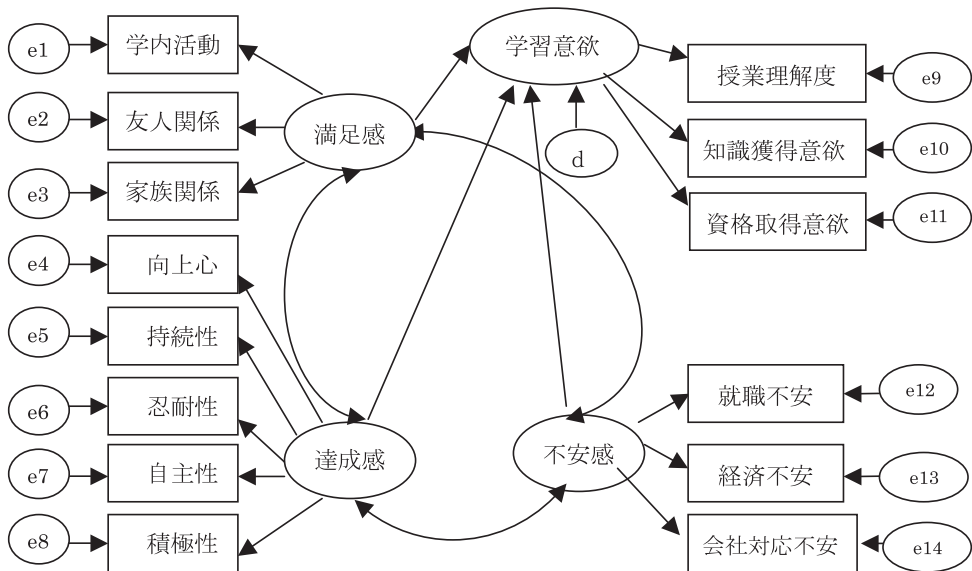 e1
学内活動
e2
友人関係
e3
家族関係
e4
向上心
e5
持続性
e6
忍耐性
e7
自主性
e8
積極性
満足感
達成感
学習意欲
d
不安感
授業理解度
e9
知識獲得意欲
e10
資格取得意欲
e11
就職不安
e12
経済不安
e13
会社対応不安
e14